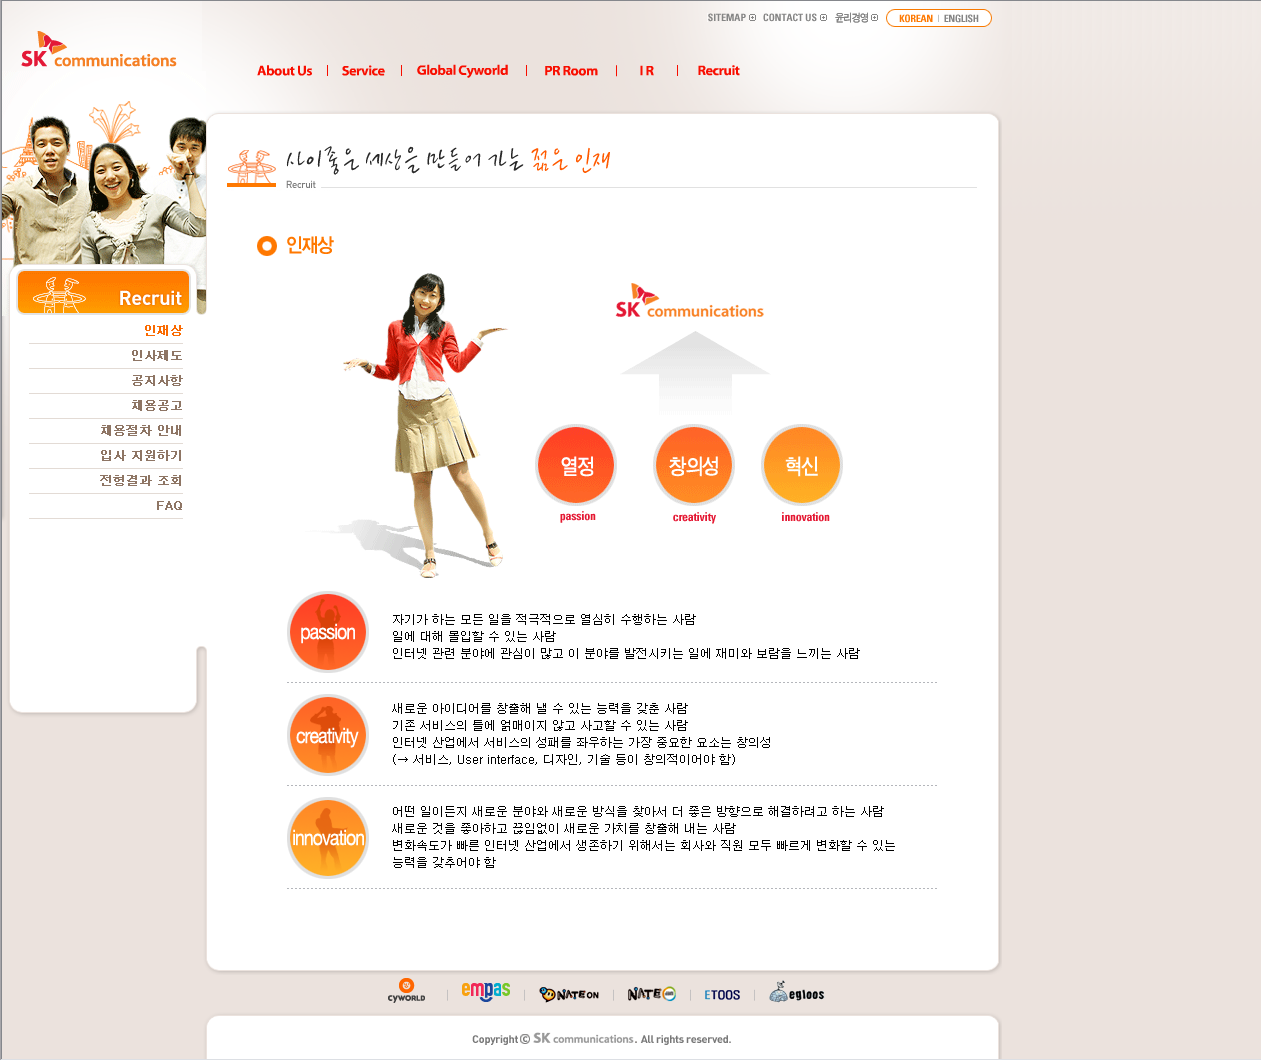 SITEMAP
CONTACT US
윤리경영
KOREAN | ENGLISH
SK communications
About Us
Service
Global Cyworld
PR Room
I R
Recruit
사이좋은 세상을 만들어 가는 젊은 인재
Recruit
인재상
Recruit
인재상
인사제도
공지사항
채용공고
채용절차 안내
입사 지원하기
전형결과 조회
FAQ
SK communications
열정
창의성
혁신
passion
creativity
innovation
passion
자기가 하는 모든 일을 적극적으로 열심히 수행하는 사람
일에 대해 몰입할 수 있는 사람
인터넷 관련 분야에 관심이 많고 이 분야를 발전시키는 일에 재미와 보람을 느끼는 사람
creativity
새로운 아이디어를 창출해 낼 수 있는 능력을 갖춘 사람
기존 서비스의 틀에 얽매이지 않고 사고할 수 있는 사람
인터넷 산업에서 서비스의 성패를 좌우하는 가장 중요한 요소는 창의성
(→ 서비스, User interface, 디자인, 기술 등이 창의적이어야 함)
innovation
어떤 일이든지 새로운 분야와 새로운 방식을 찾아서 더 좋은 방향으로 해결하려고 하는 사람
새로운 것을 좋아하고 끊임없이 새로운 가치를 창출해 내는 사람
변화속도가 빠른 인터넷 산업에서 생존하기 위해서는 회사와 직원 모두 빠르게 변화할 수 있는
능력을 갖추어야 함
CYWORLD
empas
NATE ON
NATE
ETOOS
egloos
Copyright © SK communications. All rights reserved.